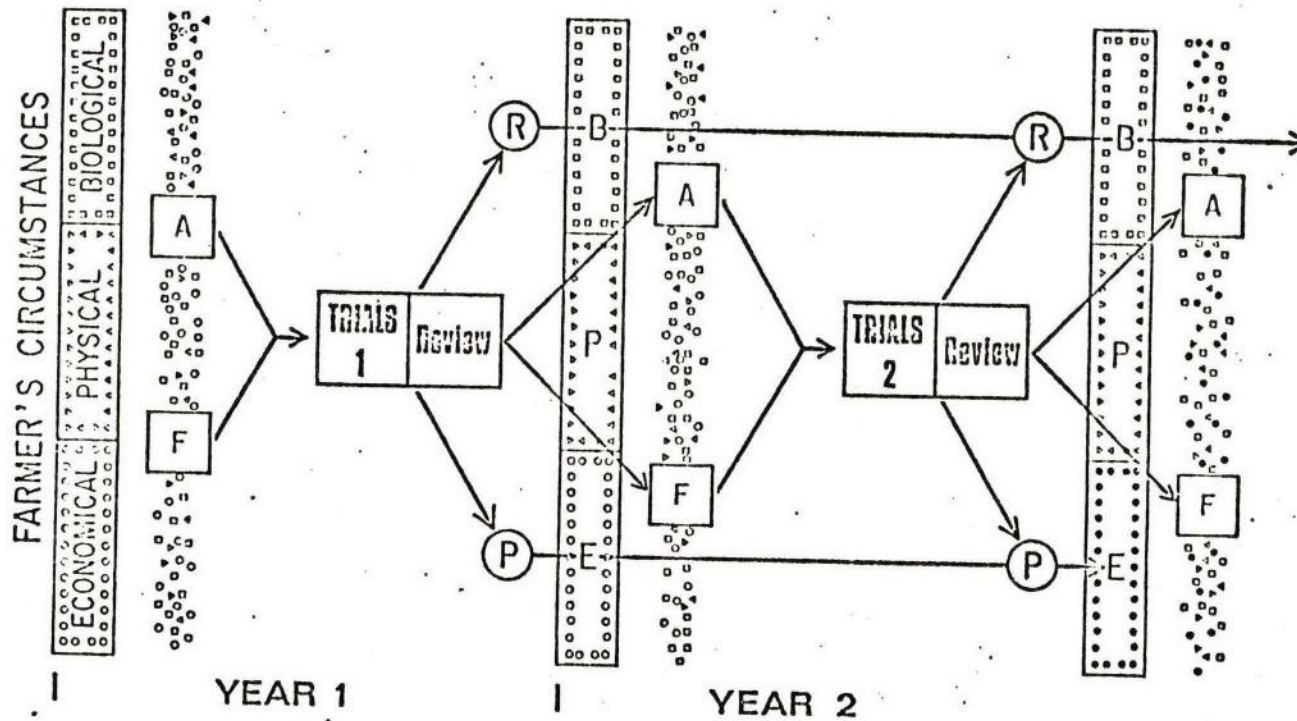 FARMER'S CIRCUMSTANCES
BIOLOGICAL
PHYSICAL
ECONOMICAL
A
F
TRIALS
1
Review
R
P
B
P
E
A
F
TRIALS
2
Review
R
P
B
P
E
A
F
YEAR 1
YEAR 2